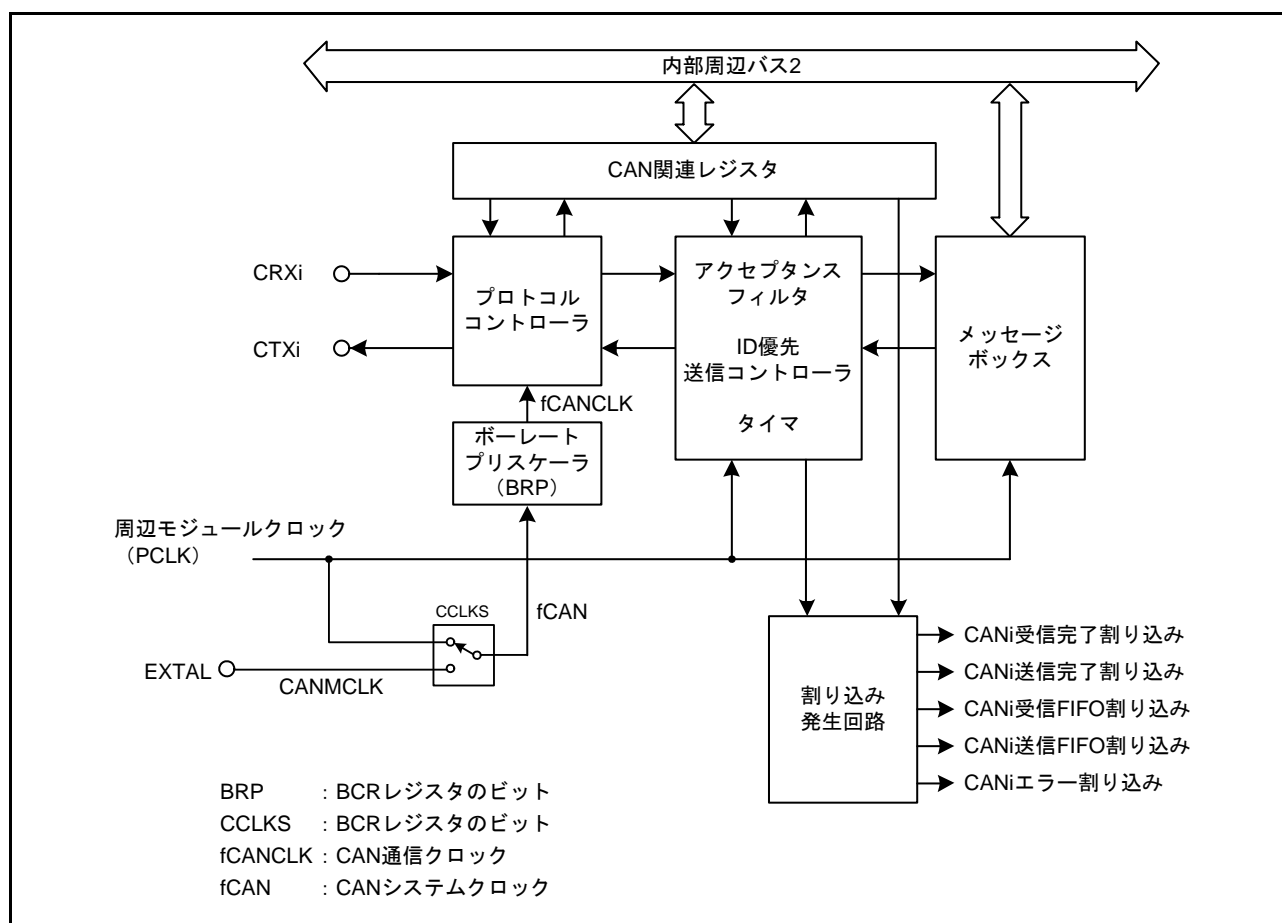 内部周辺バス2
CAN関連レジスタ
CRXi
CTXi
プロトコル
コントローラ
アクセプタンス
フィルタ
ID優先
送信コントローラ
タイマ
メッセージ
ボックス
fCANCLK
ボーレート
プリスケーラ
（BRP）
周辺モジュールクロック
（PCLK）
CCLKS
fCAN
EXTAL
CANMCLK
割り込み
発生回路
CANi受信完了割り込み
CANi送信完了割り込み
CANi受信FIFO割り込み
CANi送信FIFO割り込み
CANiエラー割り込み
BRP : BCRレジスタのビット
CCLKS : BCRレジスタのビット
fCANCLK : CAN通信クロック
fCAN : CANシステムクロック